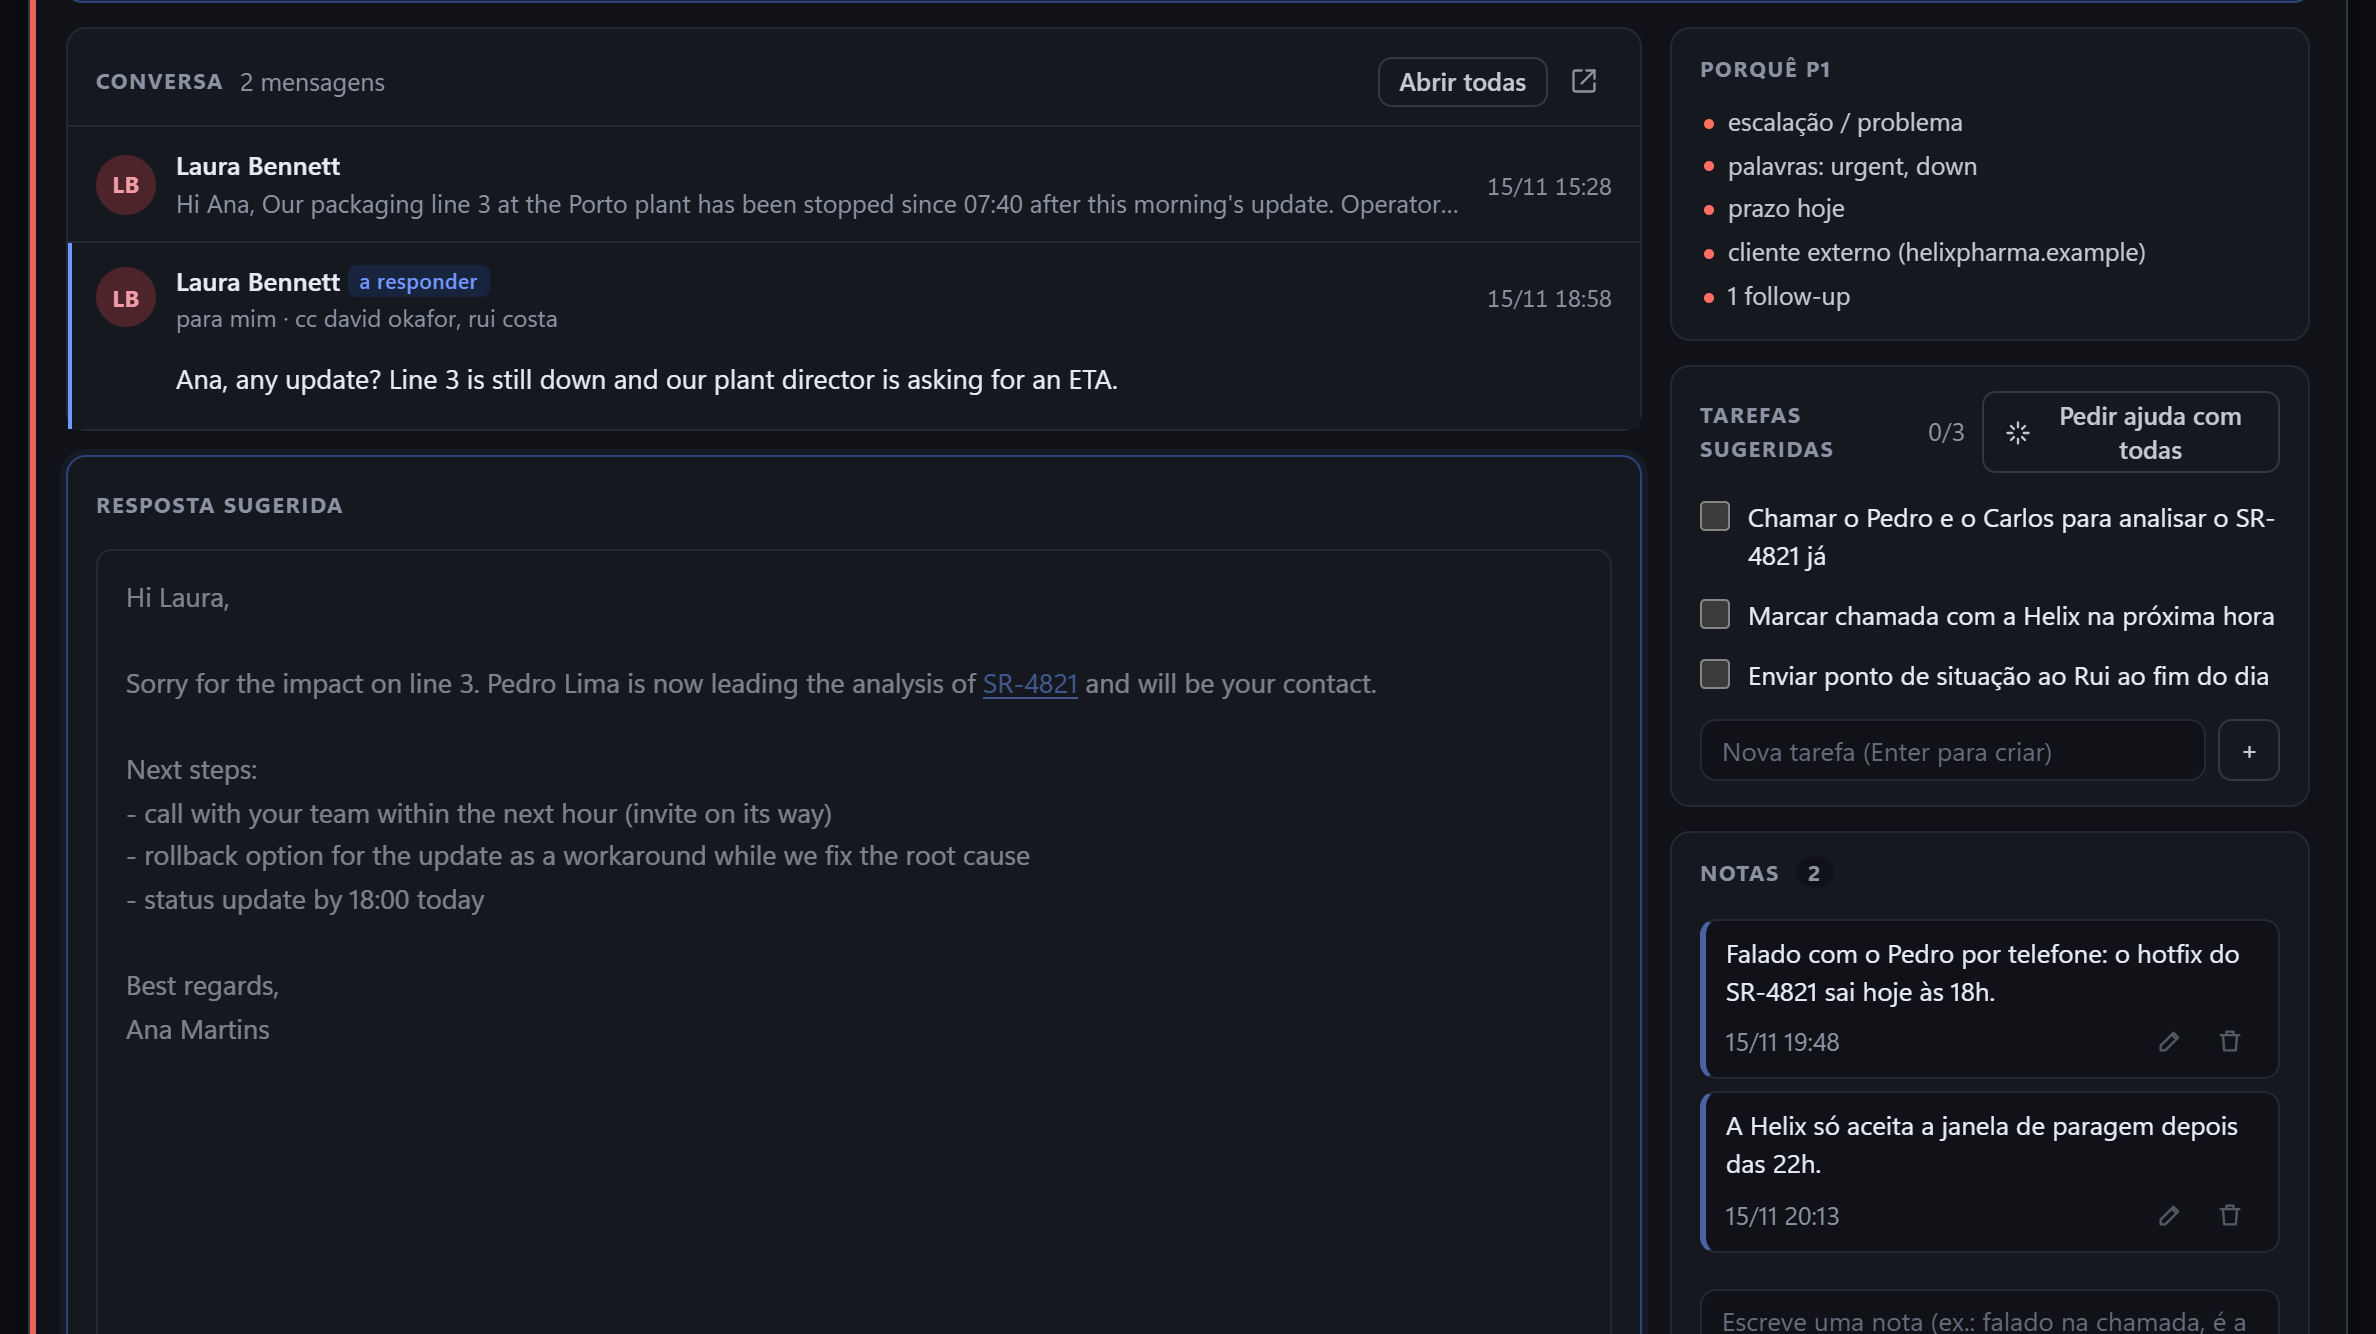 CONVERSA 2 mensagens
Abrir todas
LB
Laura Bennett
Hi Ana, Our packaging line 3 at the Porto plant has been stopped since 07:40 after this morning's update. Operator...
15/11 15:28
LB
Laura Bennett a responder
para mim · cc david okafor, rui costa
15/11 18:58
Ana, any update? Line 3 is still down and our plant director is asking for an ETA.
RESPOSTA SUGERIDA
Hi Laura,
Sorry for the impact on line 3. Pedro Lima is now leading the analysis of SR-4821 and will be your contact.
Next steps:
- call with your team within the next hour (invite on its way)
- rollback option for the update as a workaround while we fix the root cause
- status update by 18:00 today
Best regards,
Ana Martins
PORQUÊ P1
escalação / problema
palavras: urgent, down
prazo hoje
cliente externo (helixpharma.example)
1 follow-up
TAREFAS
SUGERIDAS
0/3
Pedir ajuda com
todas
Chamar o Pedro e o Carlos para analisar o SR-
4821 já
Marcar chamada com a Helix na próxima hora
Enviar ponto de situação ao Rui ao fim do dia
Nova tarefa (Enter para criar)
+
NOTAS 2
Falado com o Pedro por telefone: o hotfix do
SR-4821 sai hoje às 18h.
15/11 19:48
A Helix só aceita a janela de paragem depois
das 22h.
15/11 20:13
Escreve uma nota (ex.: falado na chamada, é a